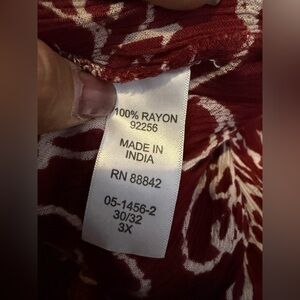 100% RAYON
92256
MADE IN
INDIA
RN 88842
05-1456-2
30/32
3X